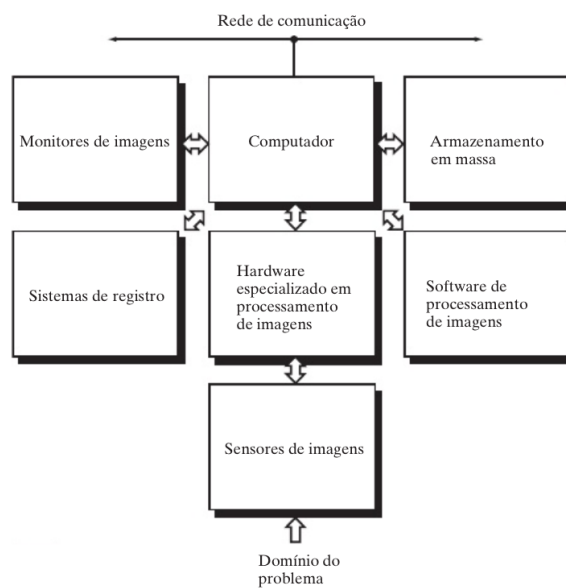 Rede de comunicação
Monitores de imagens
Computador
Armazenamento
em massa
Sistemas de registro
Hardware
especializado em
processamento
de imagens
Software de
processamento
de imagens
Sensores de imagens
Domínio do
problema